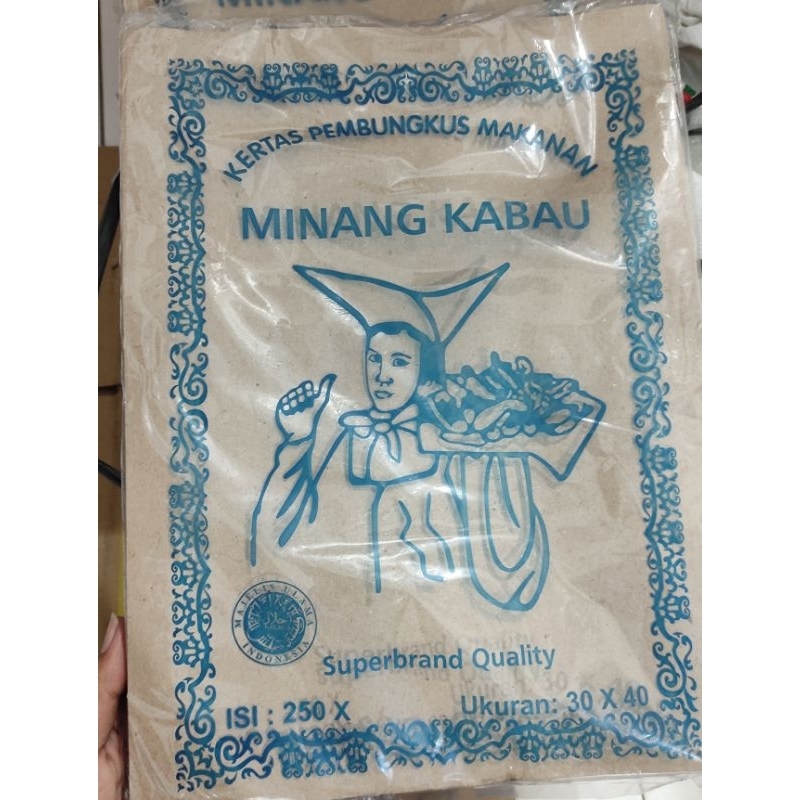 KERTAS PEMBUNGKUS MAKANAN
MINANG KABAU
MAJELIS ULAMA
INDONESIA
Superbrand Quality
ISI : 250 X
Ukuran: 30 X 40